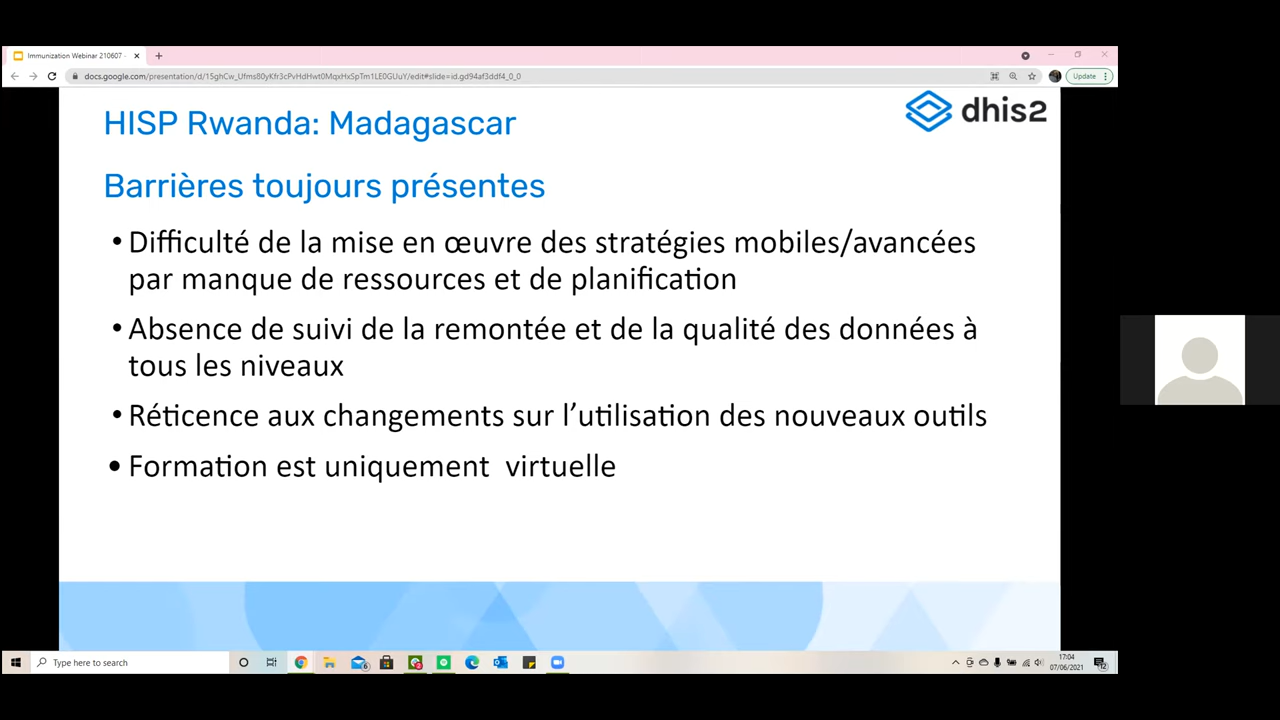 Immunization Webinar 210607 -
docs.google.com/presentation/d/15ghCw_Ufms80yKfr3cPvHdHwt0MqxHxSpTm1LE0GUuY/edit#slide=id.gd94af3ddf4_0_0
Update
HISP Rwanda: Madagascar
dhis2
Barrières toujours présentes
• Difficulté de la mise en œuvre des stratégies mobiles/avancées
par manque de ressources et de planification
• Absence de suivi de la remontée et de la qualité des données à
tous les niveaux
• Réticence aux changements sur l’utilisation des nouveaux outils
• Formation est uniquement virtuelle
Type here to search
17:04
07/06/2021